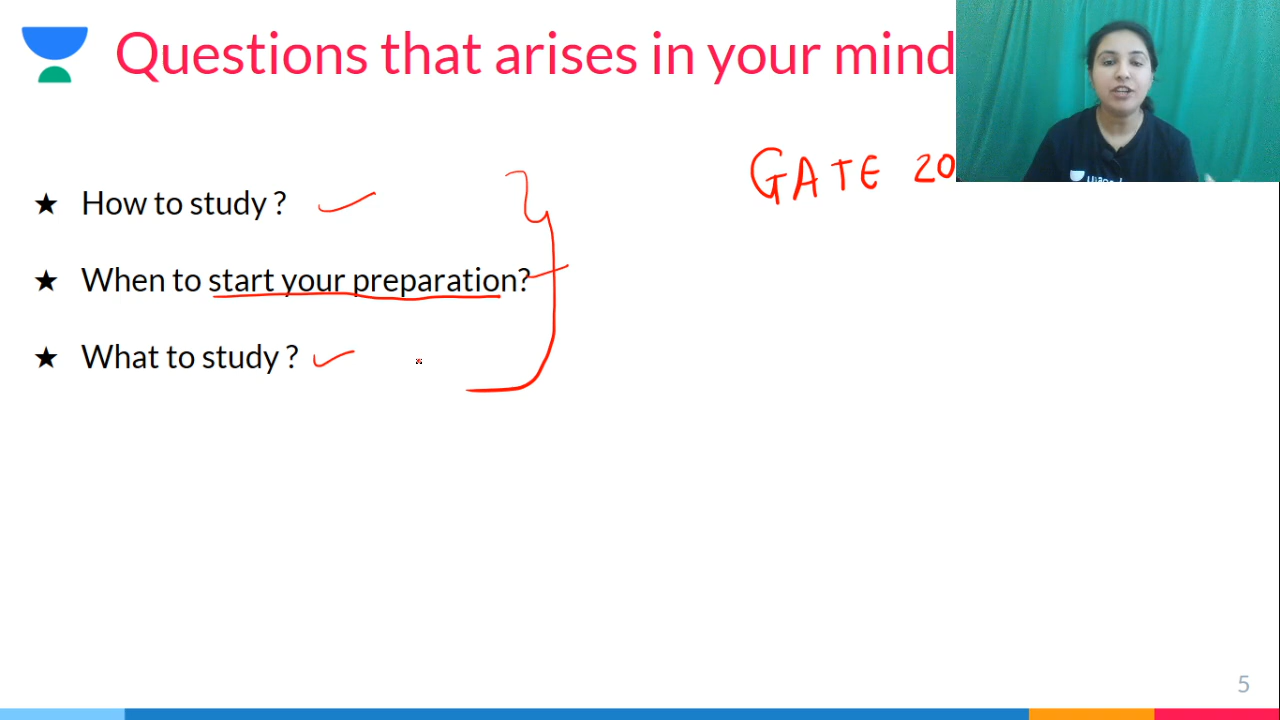 Questions that arises in your mind
GATE 20
★ How to study ?
★ When to start your preparation?
★ What to study ?
5